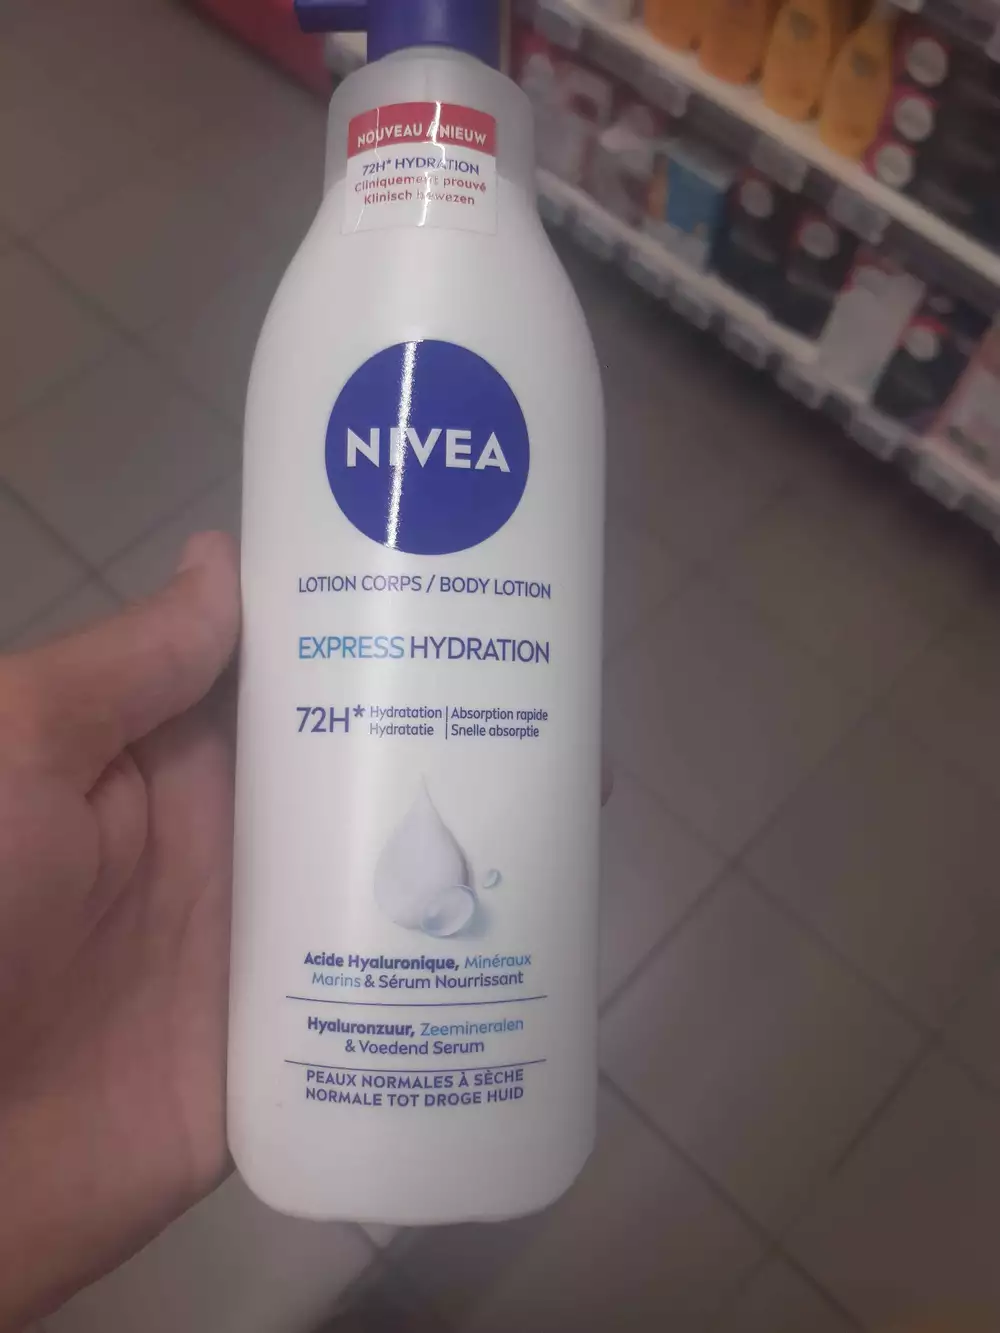 NOUVEAU / NIEUW
72H* HYDRATION
Cliniquement prouvé
Klinisch bewezen
NIVEA
LOTION CORPS / BODY LOTION
EXPRESS HYDRATION
72H* Hydratation | Absorption rapide
Hydratatie | Snelle absorptie
Acide Hyaluronique, Minéraux
Marins & Sérum Nourrissant
Hyaluronzuur, Zeemineralen
& Voedend Serum
PEAUX NORMALES À SÈCHE
NORMALE TOT DROGE HUID